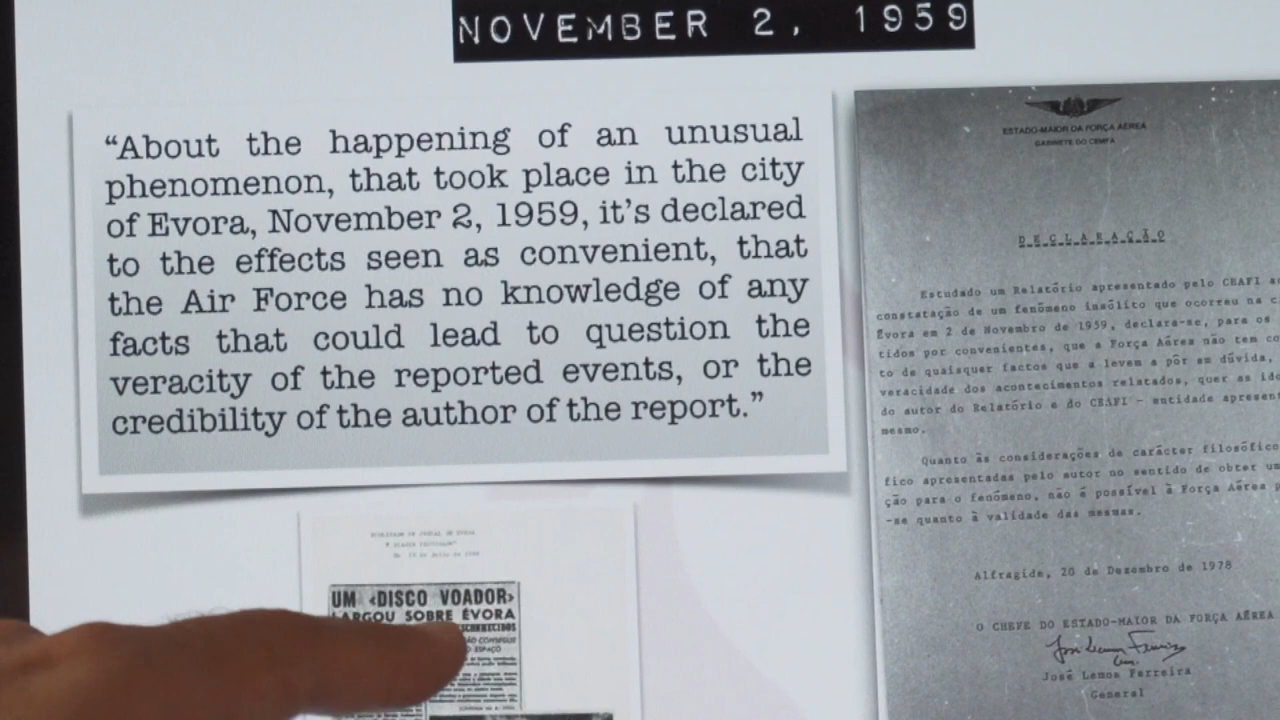 NOVEMBER 2, 1959
“About the happening of an unusual
phenomenon, that took place in the city
of Evora, November 2, 1959, it’s declared
to the effects seen as convenient, that
the Air Force has no knowledge of any
facts that could lead to question the
veracity of the reported events, or the
credibility of the author of the report.”
ESTADO-MAIOR DA FORÇA AÉREA
GABINETE DO CEMFA
DECLARAÇÃO
Estudado um Relatório apresentado pelo CEAFI
constatação de um fenómeno insólito que ocorreu na
Évora em 2 de Novembro de 1959, declara-se, para os
tidos por convenientes, que a Força Aérea não tem co
to de quaisquer factos que a levem a pôr em dúvida,
veracidade dos acontecimentos relatados, quer as
do autor do Relatório e do CEAFI - entidade
mesmo.
Quanto às considerações de carácter filosófico
fico apresentadas pelo autor no sentido de obter
ção para o fenómeno, não é possível à Força Aérea
-se quanto à validade das mesmas.
Alfragide, 20 de Dezembro de 1978
O CHEFE DO ESTADO-MAIOR DA FORÇA AÉREA
José Lemos Ferreira
General
UM «DISCO VOADOR»
LARGOU SOBRE ÉVORA
ESPAÇO